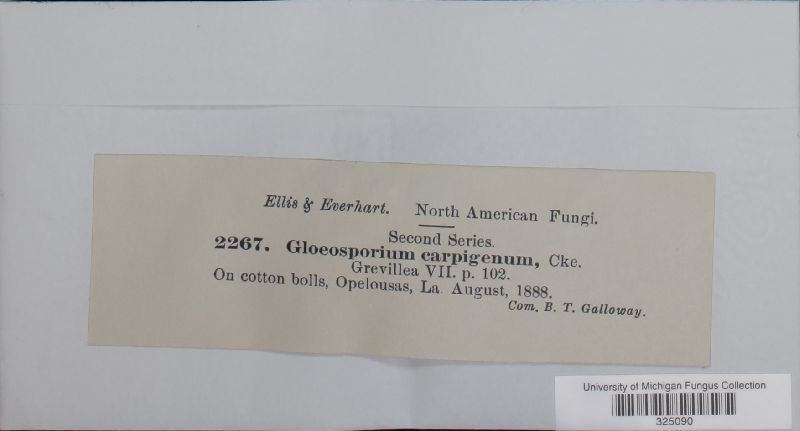 Ellis & Everhart. North American Fungi.
Second Series.
2267. Gloeosporium carpigenum, Cke.
Grevillea VII. p. 102.
On cotton bolls, Opelousas, La. August, 1888.
Com. B. T. Galloway.
University of Michigan Fungus Collection
325090